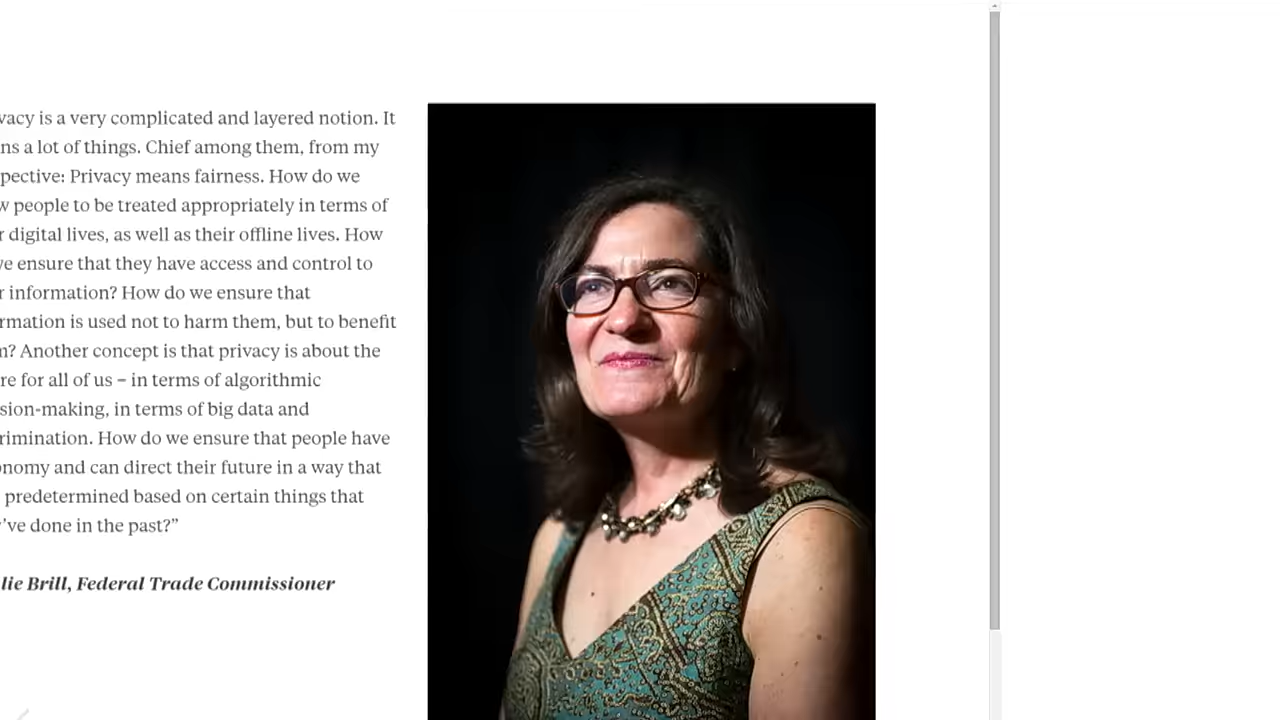 vacy is a very complicated and layered notion. It
ns a lot of things. Chief among them, from my
pective: Privacy means fairness. How do we
w people to be treated appropriately in terms of
r digital lives, as well as their offline lives. How
ve ensure that they have access and control to
r information? How do we ensure that
rmation is used not to harm them, but to benefit
m? Another concept is that privacy is about the
re for all of us – in terms of algorithmic
sion-making, in terms of big data and
rimination. How do we ensure that people have
onomy and can direct their future in a way that
predetermined based on certain things that
y’ve done in the past?”
lie Brill, Federal Trade Commissioner